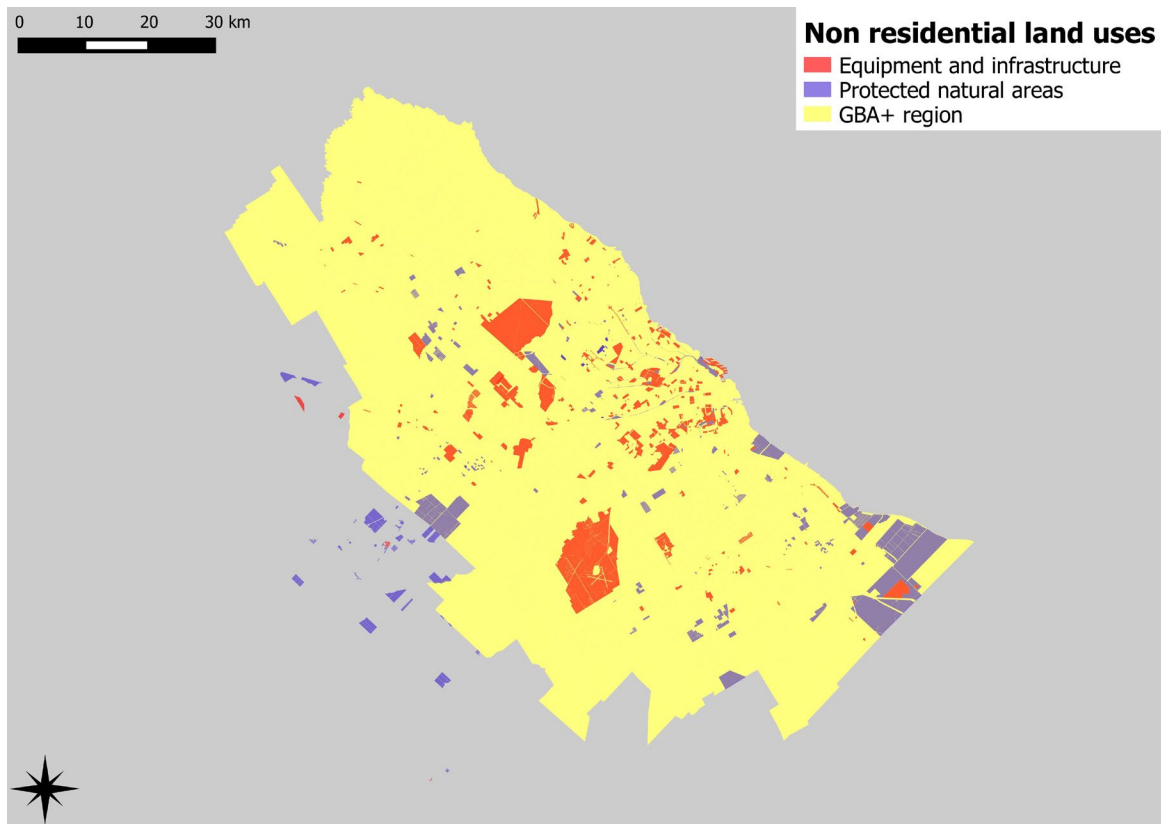 0 10 20 30 km
Non residential land uses
Equipment and infrastructure
Protected natural areas
GBA+ region